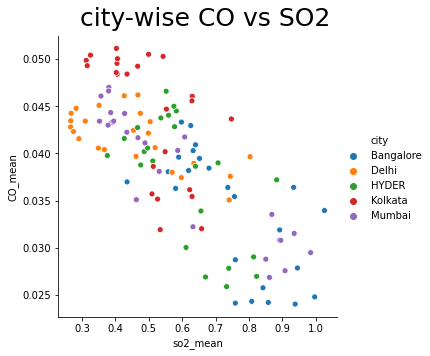 city-wise CO vs SO2
0.050
0.045
0.040
0.035
0.030
0.025
CO_mean
0.3 0.4 0.5 0.6 0.7 0.8 0.9 1.0
so2_mean
city
Bangalore
Delhi
HYDER
Kolkata
Mumbai